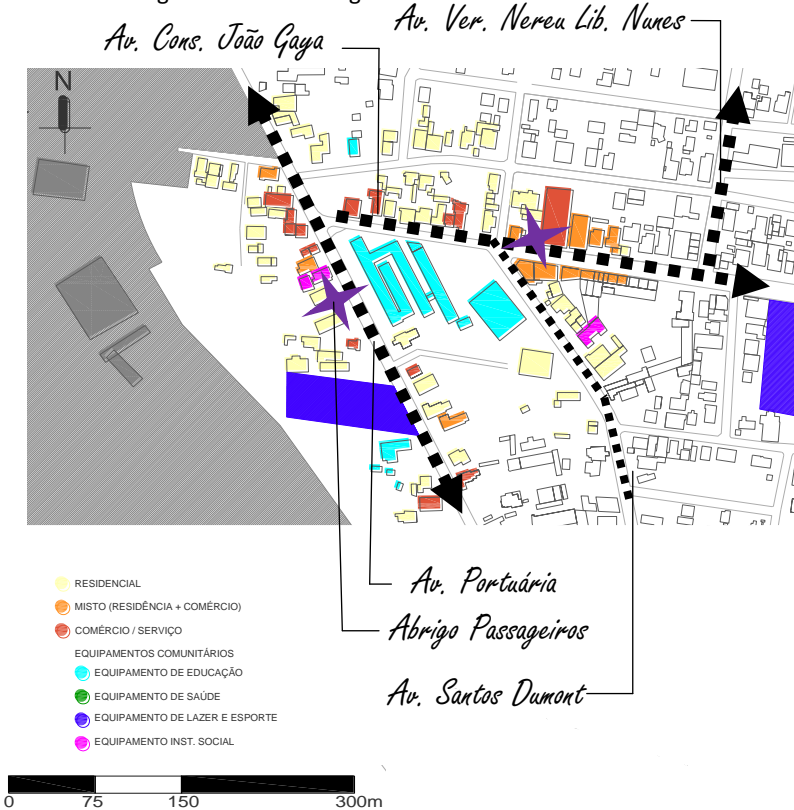 Av. Ver. Nereu Lib. Nunes
Av. Cons. João Gaya
N
Av. Portuária
Abrigo Passageiros
Av. Santos Dumont
RESIDENCIAL
MISTO (RESIDÊNCIA + COMÉRCIO)
COMÉRCIO / SERVIÇO
EQUIPAMENTOS COMUNITÁRIOS
EQUIPAMENTO DE EDUCAÇÃO
EQUIPAMENTO DE SAÚDE
EQUIPAMENTO DE LAZER E ESPORTE
EQUIPAMENTO INST. SOCIAL
0 75 150 300m